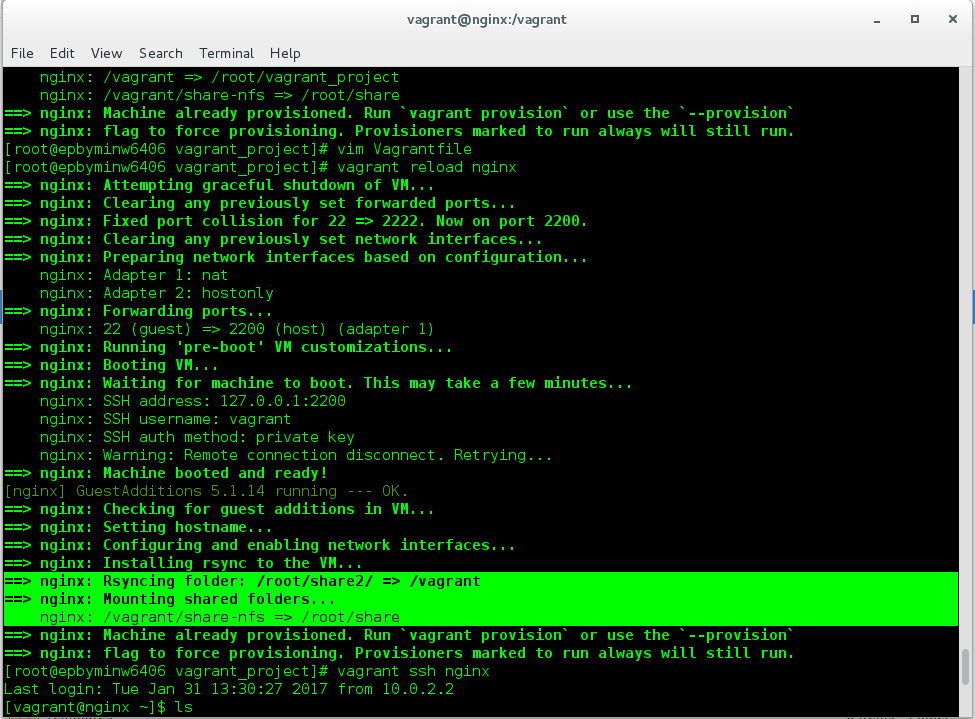 vagrant@nginx:/vagrant
File Edit View Search Terminal Help
nginx: /vagrant => /root/vagrant_project
nginx: /vagrant/share-nfs => /root/share
==> nginx: Machine already provisioned. Run `vagrant provision` or use the `--provision`
==> nginx: flag to force provisioning. Provisioners marked to run always will still run.
[root@epbyminw6406 vagrant_project]# vim Vagrantfile
[root@epbyminw6406 vagrant_project]# vagrant reload nginx
==> nginx: Attempting graceful shutdown of VM...
==> nginx: Clearing any previously set forwarded ports...
==> nginx: Fixed port collision for 22 => 2222. Now on port 2200.
==> nginx: Clearing any previously set network interfaces...
==> nginx: Preparing network interfaces based on configuration...
nginx: Adapter 1: nat
nginx: Adapter 2: hostonly
==> nginx: Forwarding ports...
nginx: 22 (guest) => 2200 (host) (adapter 1)
==> nginx: Running 'pre-boot' VM customizations...
==> nginx: Booting VM...
==> nginx: Waiting for machine to boot. This may take a few minutes...
nginx: SSH address: 127.0.0.1:2200
nginx: SSH username: vagrant
nginx: SSH auth method: private key
nginx: Warning: Remote connection disconnect. Retrying...
==> nginx: Machine booted and ready!
[nginx] GuestAdditions 5.1.14 running --- OK.
==> nginx: Checking for guest additions in VM...
==> nginx: Setting hostname...
==> nginx: Configuring and enabling network interfaces...
==> nginx: Installing rsync to the VM...
==> nginx: Rsyncing folder: /root/share2/ => /vagrant
==> nginx: Mounting shared folders...
nginx: /vagrant/share-nfs => /root/share
==> nginx: Machine already provisioned. Run `vagrant provision` or use the `--provision`
==> nginx: flag to force provisioning. Provisioners marked to run always will still run.
[root@epbyminw6406 vagrant_project]# vagrant ssh nginx
Last login: Tue Jan 31 13:30:27 2017 from 10.0.2.2
[vagrant@nginx ~]$ ls